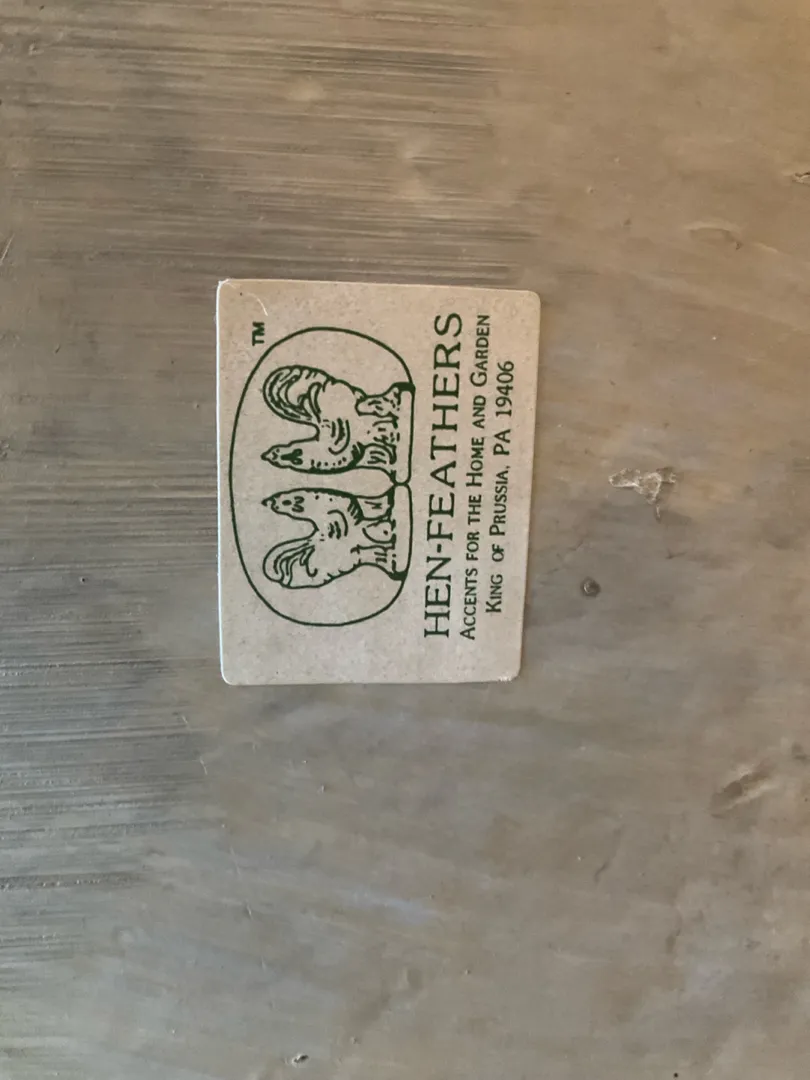 TM
HEN-FEATHERS
ACCENTS FOR THE HOME AND GARDEN
KING OF PRUSSIA, PA 19406